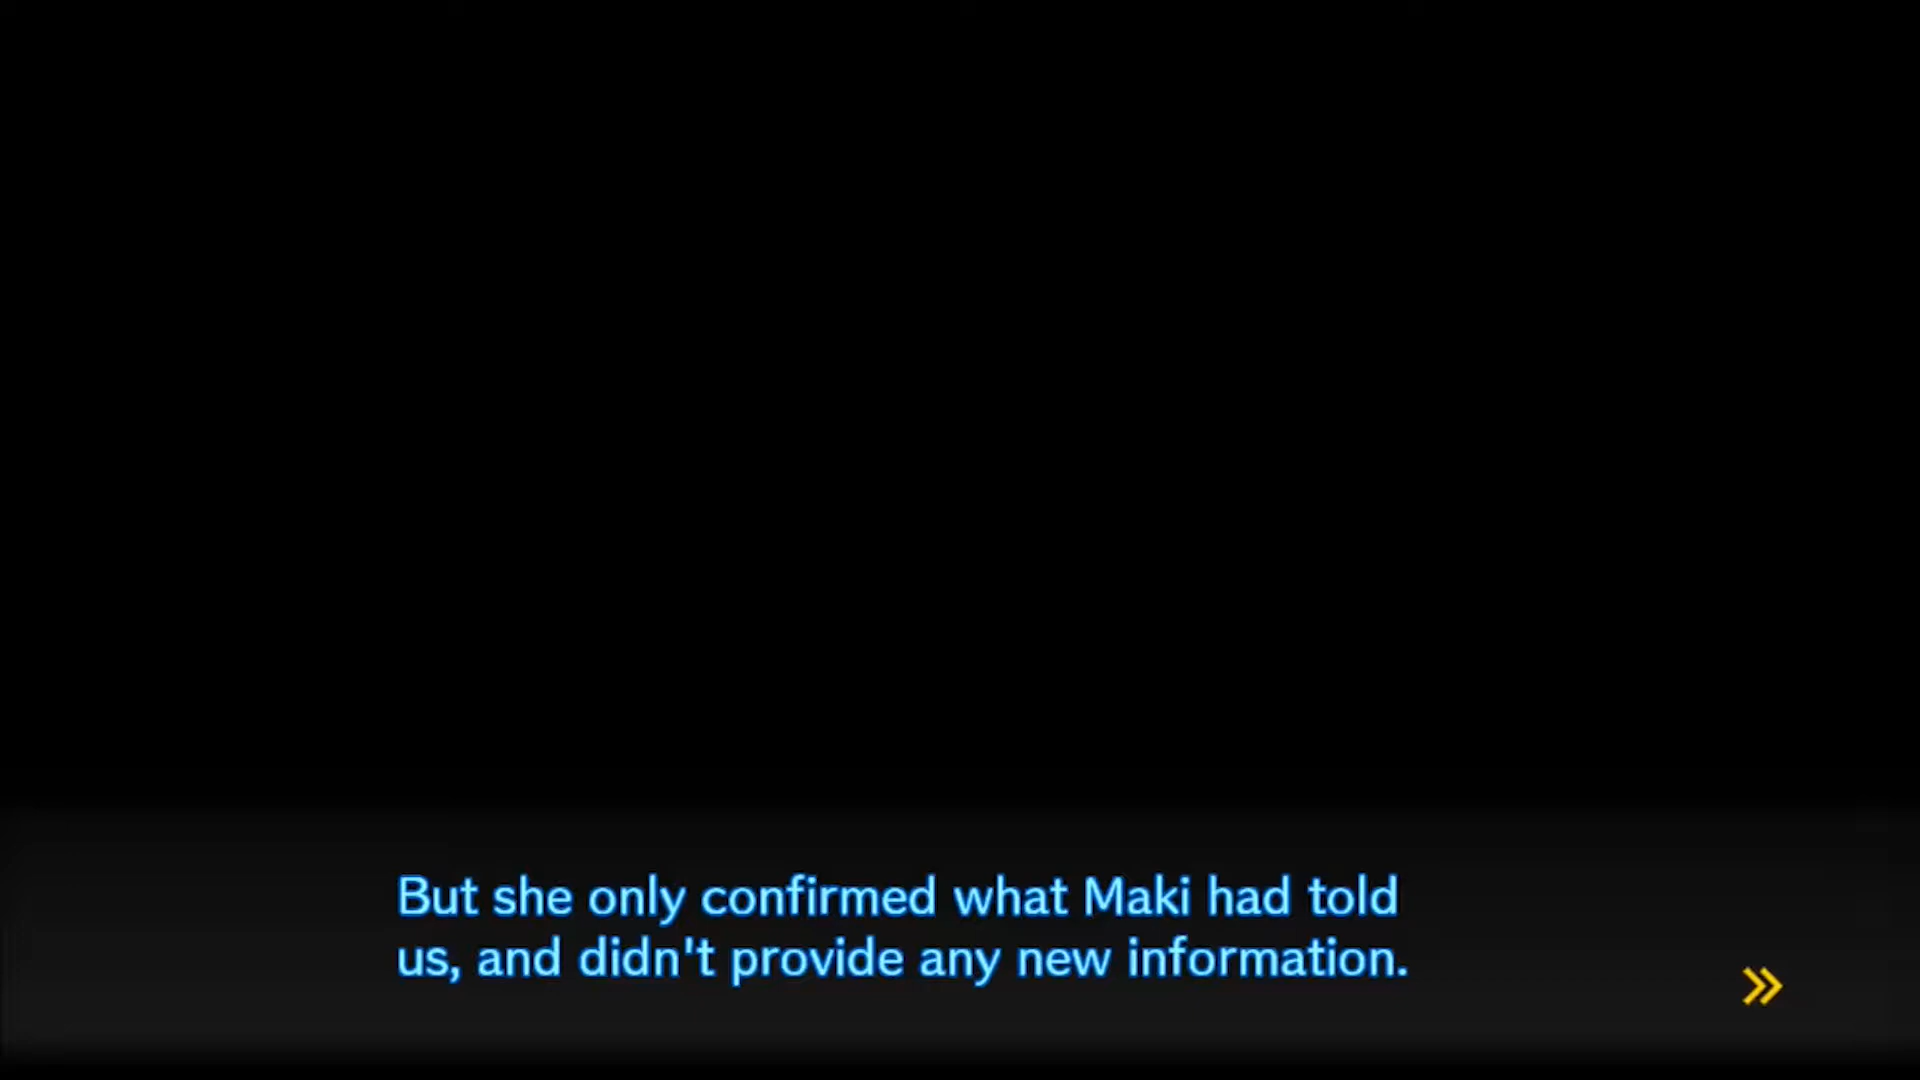 But she only confirmed what Maki had told
us, and didn't provide any new information.